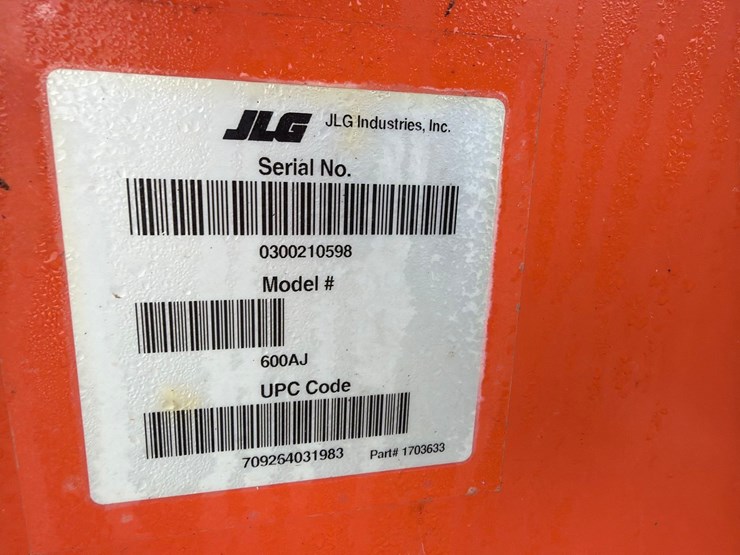 JLG JLG Industries, Inc.
Serial No.
0300210598
Model #
600AJ
UPC Code
709264031983 Part# 1703633